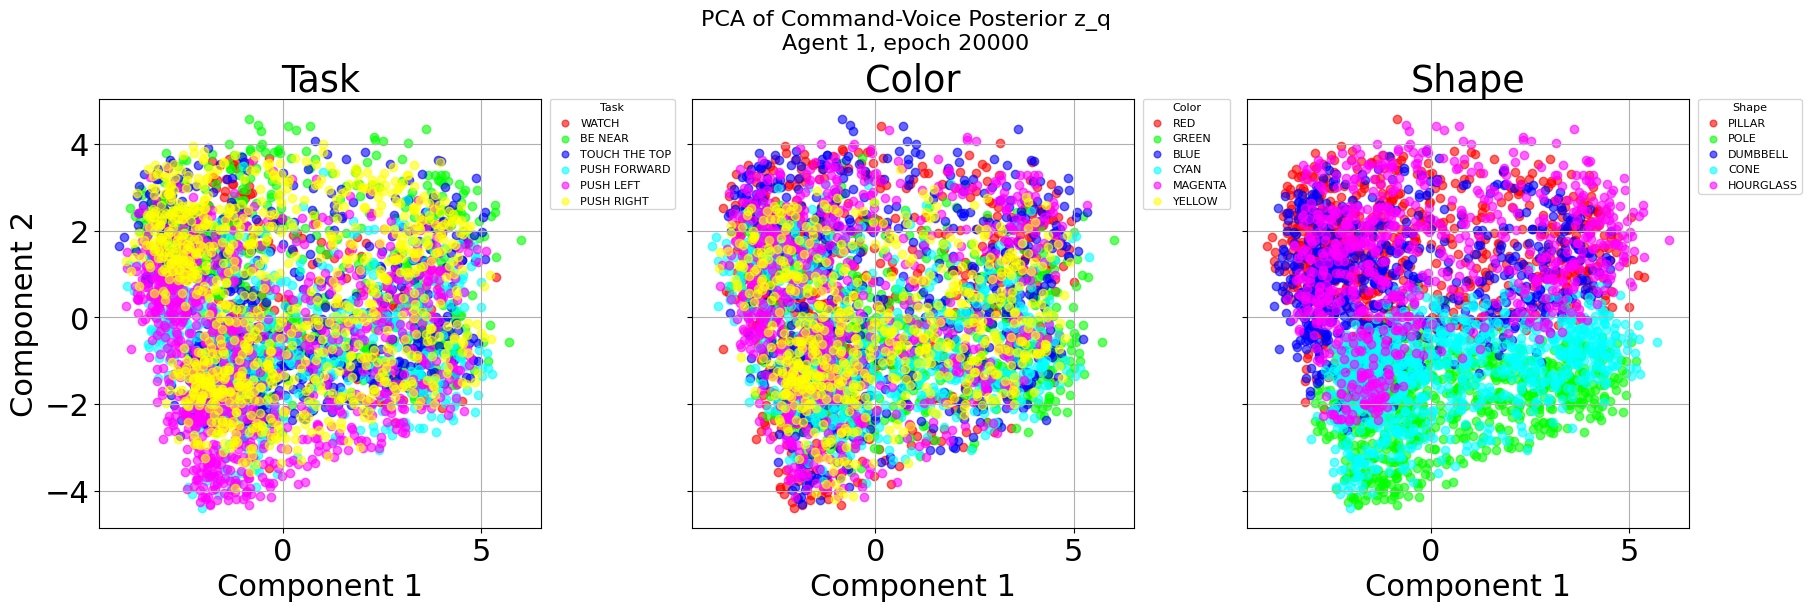 PCA of Command-Voice Posterior z_q
Agent 1, epoch 20000
Task
Component 2
4
2
0
−2
−4
0
5
Component 1
Task
WATCH
BE NEAR
TOUCH THE TOP
PUSH FORWARD
PUSH LEFT
PUSH RIGHT
Color
0
5
Component 1
Color
RED
GREEN
BLUE
CYAN
MAGENTA
YELLOW
Shape
0
5
Component 1
Shape
PILLAR
POLE
DUMBBELL
CONE
HOURGLASS